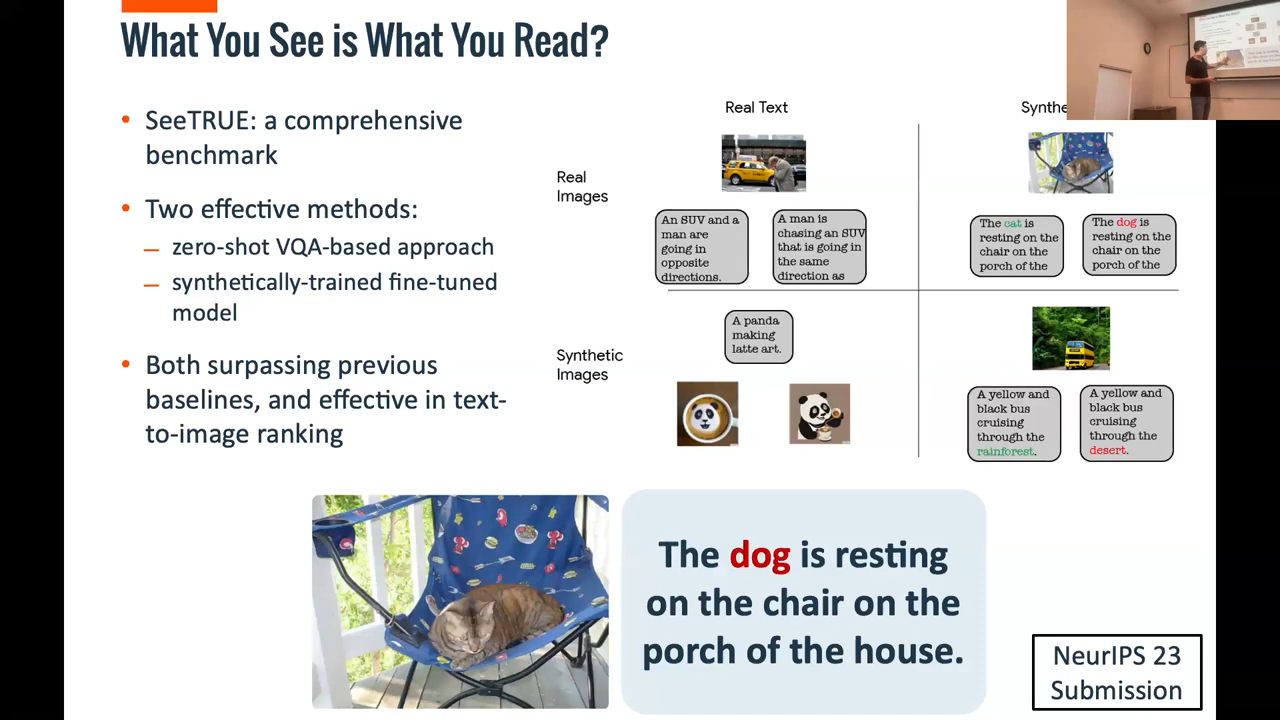 What You See is What You Read?
• SeeTRUE: a comprehensive
benchmark
• Two effective methods:
– zero-shot VQA-based approach
– synthetically-trained fine-tuned
model
• Both surpassing previous
baselines, and effective in text-
to-image ranking
Real Text
Real
Images
An SUV and a
man are
going in
opposite
directions.
A man is
chasing an SUV
that is going in
the same
direction as
The cat is
resting on the
chair on the
porch of the
The dog is
resting on the
chair on the
porch of the
Synthetic
Images
A panda
making
latte art.
A yellow and
black bus
cruising
through the
rainforest.
A yellow and
black bus
cruising
through the
desert.
The dog is resting
on the chair on the
porch of the house.
NeurIPS 23
Submission